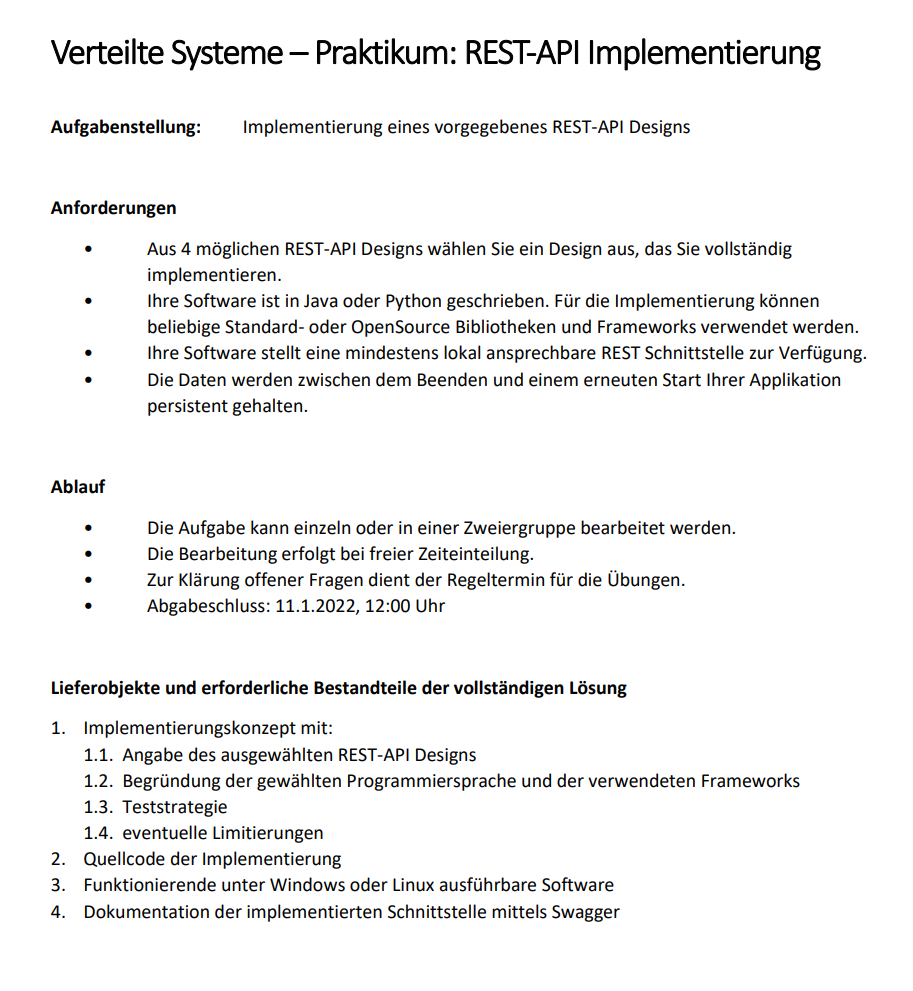 Verteilte Systeme – Praktikum: REST-API Implementierung
Aufgabenstellung: Implementierung eines vorgegebenes REST-API Designs
Anforderungen
• Aus 4 möglichen REST-API Designs wählen Sie ein Design aus, das Sie vollständig
implementieren.
• Ihre Software ist in Java oder Python geschrieben. Für die Implementierung können
beliebige Standard- oder OpenSource Bibliotheken und Frameworks verwendet werden.
• Ihre Software stellt eine mindestens lokal ansprechbare REST Schnittstelle zur Verfügung.
• Die Daten werden zwischen dem Beenden und einem erneuten Start Ihrer Applikation
persistent gehalten.
Ablauf
• Die Aufgabe kann einzeln oder in einer Zweiergruppe bearbeitet werden.
• Die Bearbeitung erfolgt bei freier Zeiteinteilung.
• Zur Klärung offener Fragen dient der Regeltermin für die Übungen.
• Abgabeschluss: 11.1.2022, 12:00 Uhr
Lieferobjekte und erforderliche Bestandteile der vollständigen Lösung
1. Implementierungskonzept mit:
1.1. Angabe des ausgewählten REST-API Designs
1.2. Begründung der gewählten Programmiersprache und der verwendeten Frameworks
1.3. Teststrategie
1.4. eventuelle Limitierungen
2. Quellcode der Implementierung
3. Funktionierende unter Windows oder Linux ausführbare Software
4. Dokumentation der implementierten Schnittstelle mittels Swagger